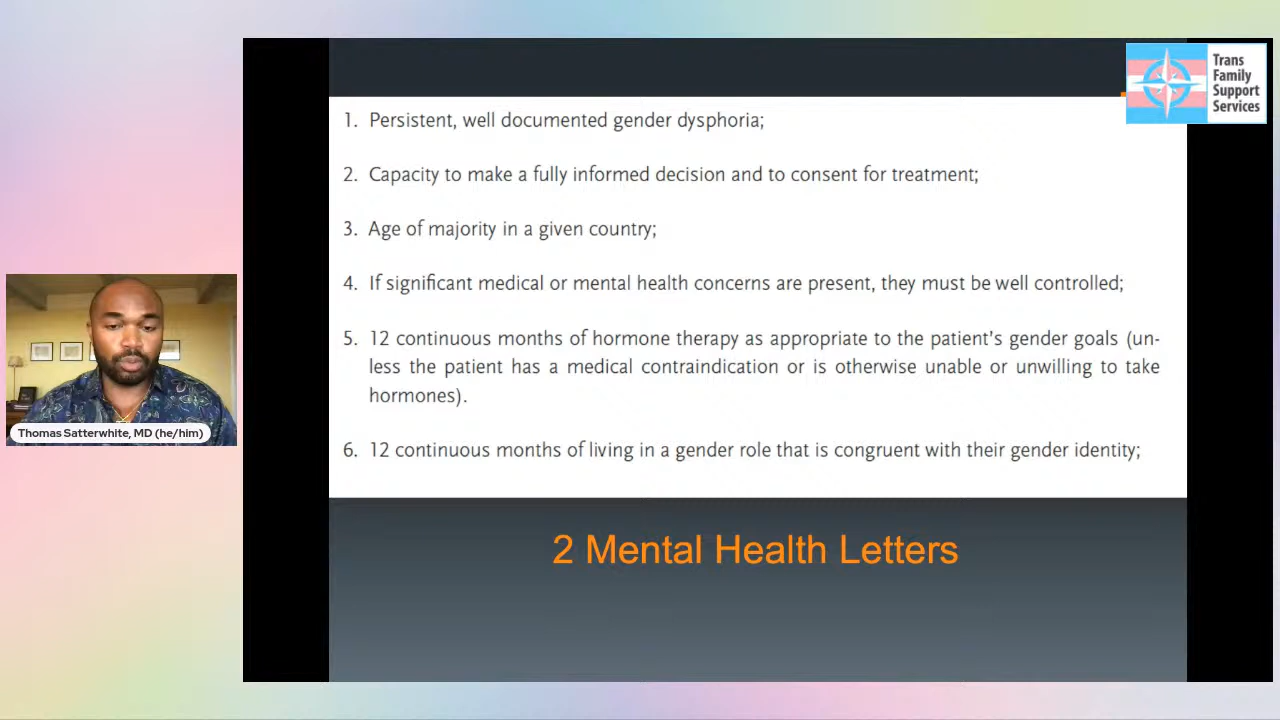 Trans
Family
Support
Services
1. Persistent, well documented gender dysphoria;
2. Capacity to make a fully informed decision and to consent for treatment;
3. Age of majority in a given country;
4. If significant medical or mental health concerns are present, they must be well controlled;
5. 12 continuous months of hormone therapy as appropriate to the patient's gender goals (un-
less the patient has a medical contraindication or is otherwise unable or unwilling to take
hormones).
6. 12 continuous months of living in a gender role that is congruent with their gender identity;
Thomas Satterwhite, MD (he/him)
2 Mental Health Letters